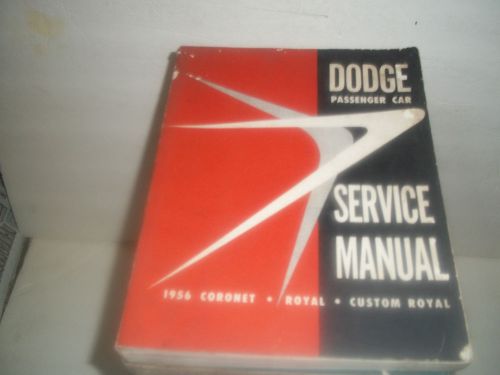 DODGE
PASSENGER CAR
SERVICE
MANUAL
1956 CORONET • ROYAL • CUSTOM ROYAL